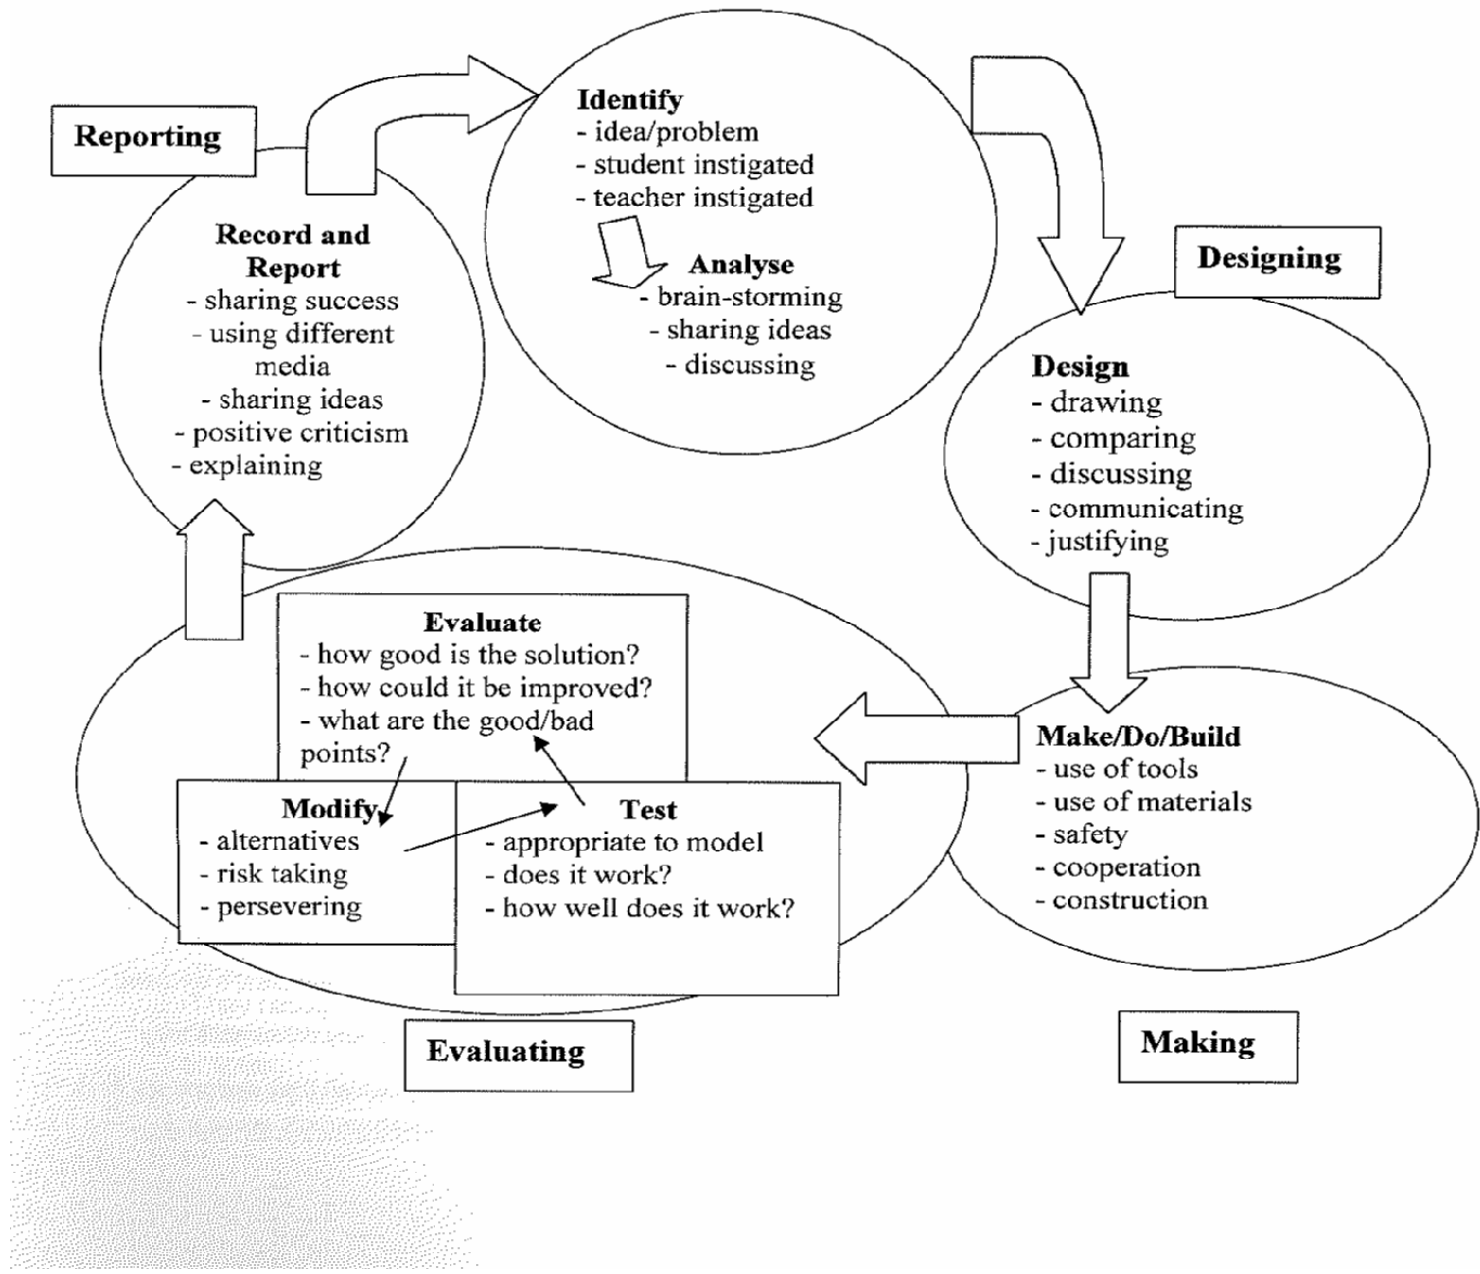 Reporting
Identify
- idea/problem
- student instigated
- teacher instigated
Analyse
- brain-storming
- sharing ideas
- discussing
Designing
Design
- drawing
- comparing
- discussing
- communicating
- justifying
Make/Do/Build
- use of tools
- use of materials
- safety
- cooperation
- construction
Making
Evaluate
- how good is the solution?
- how could it be improved?
- what are the good/bad
points?
Modify
- alternatives
- risk taking
- persevering
Test
- appropriate to model
- does it work?
- how well does it work?
Evaluating
Record and
Report
- sharing success
- using different
media
- sharing ideas
- positive criticism
- explaining